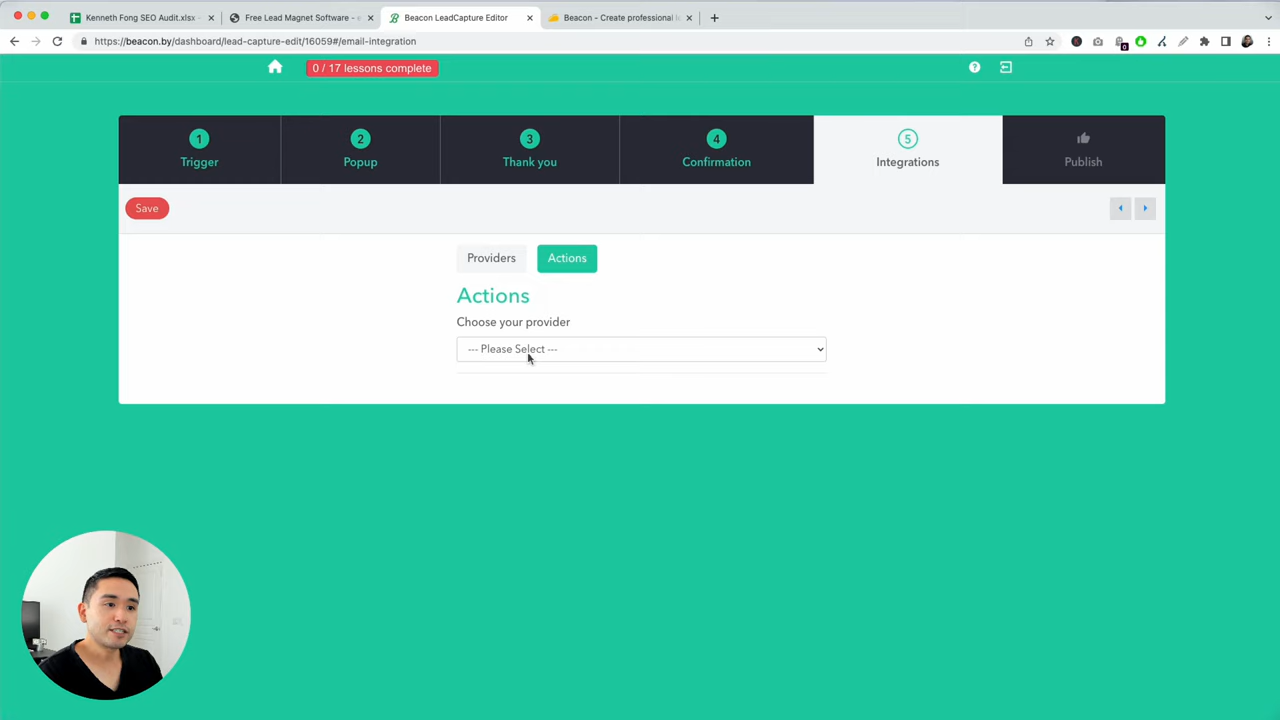 Kenneth Fong SEO Audit.xlsx
Free Lead Magnet Software - e
Beacon LeadCapture Editor
Beacon - Create professional l
https://beacon.by/dashboard/lead-capture-edit/16059#/email-integration
0
0 / 17 lessons complete
?
1
2
3
4
5
Trigger
Popup
Thank you
Confirmation
Integrations
Publish
Save
Providers
Actions
Actions
Choose your provider
--- Please Select ---